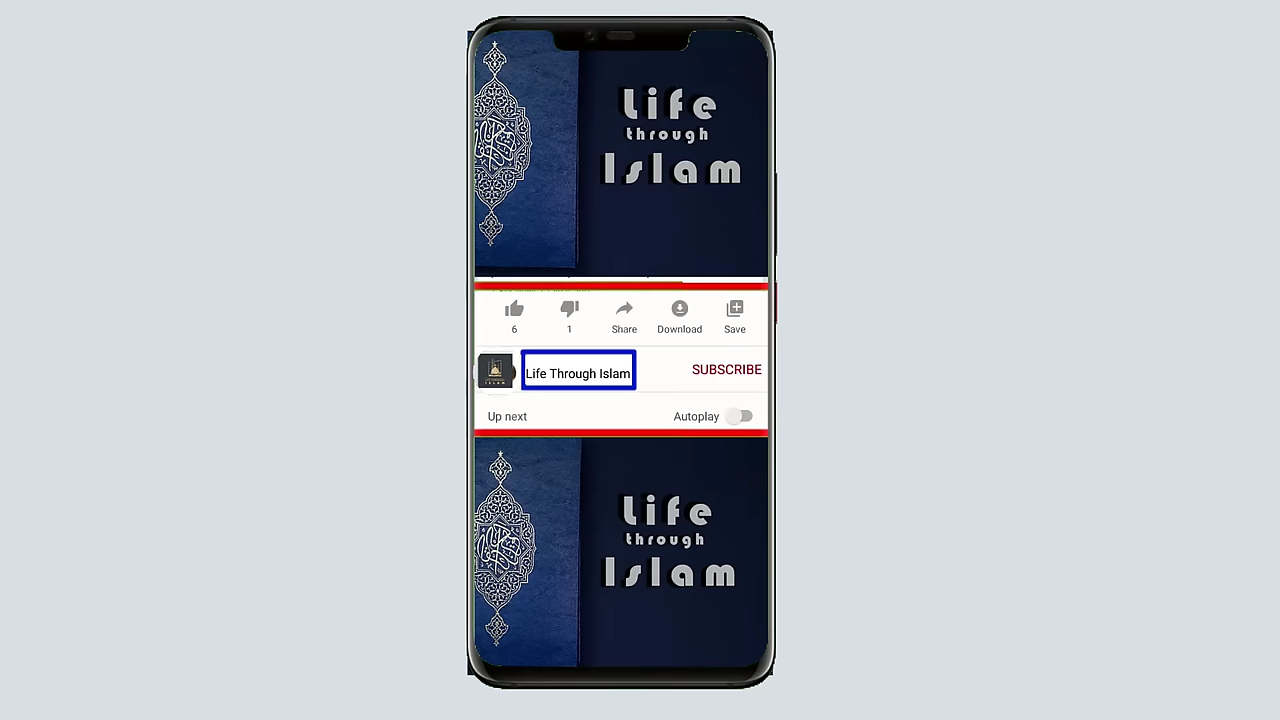 Life
through
Islam
6
1
Share
Download
Save
Life Through Islam
SUBSCRIBE
Up next
Autoplay
Life
through
Islam